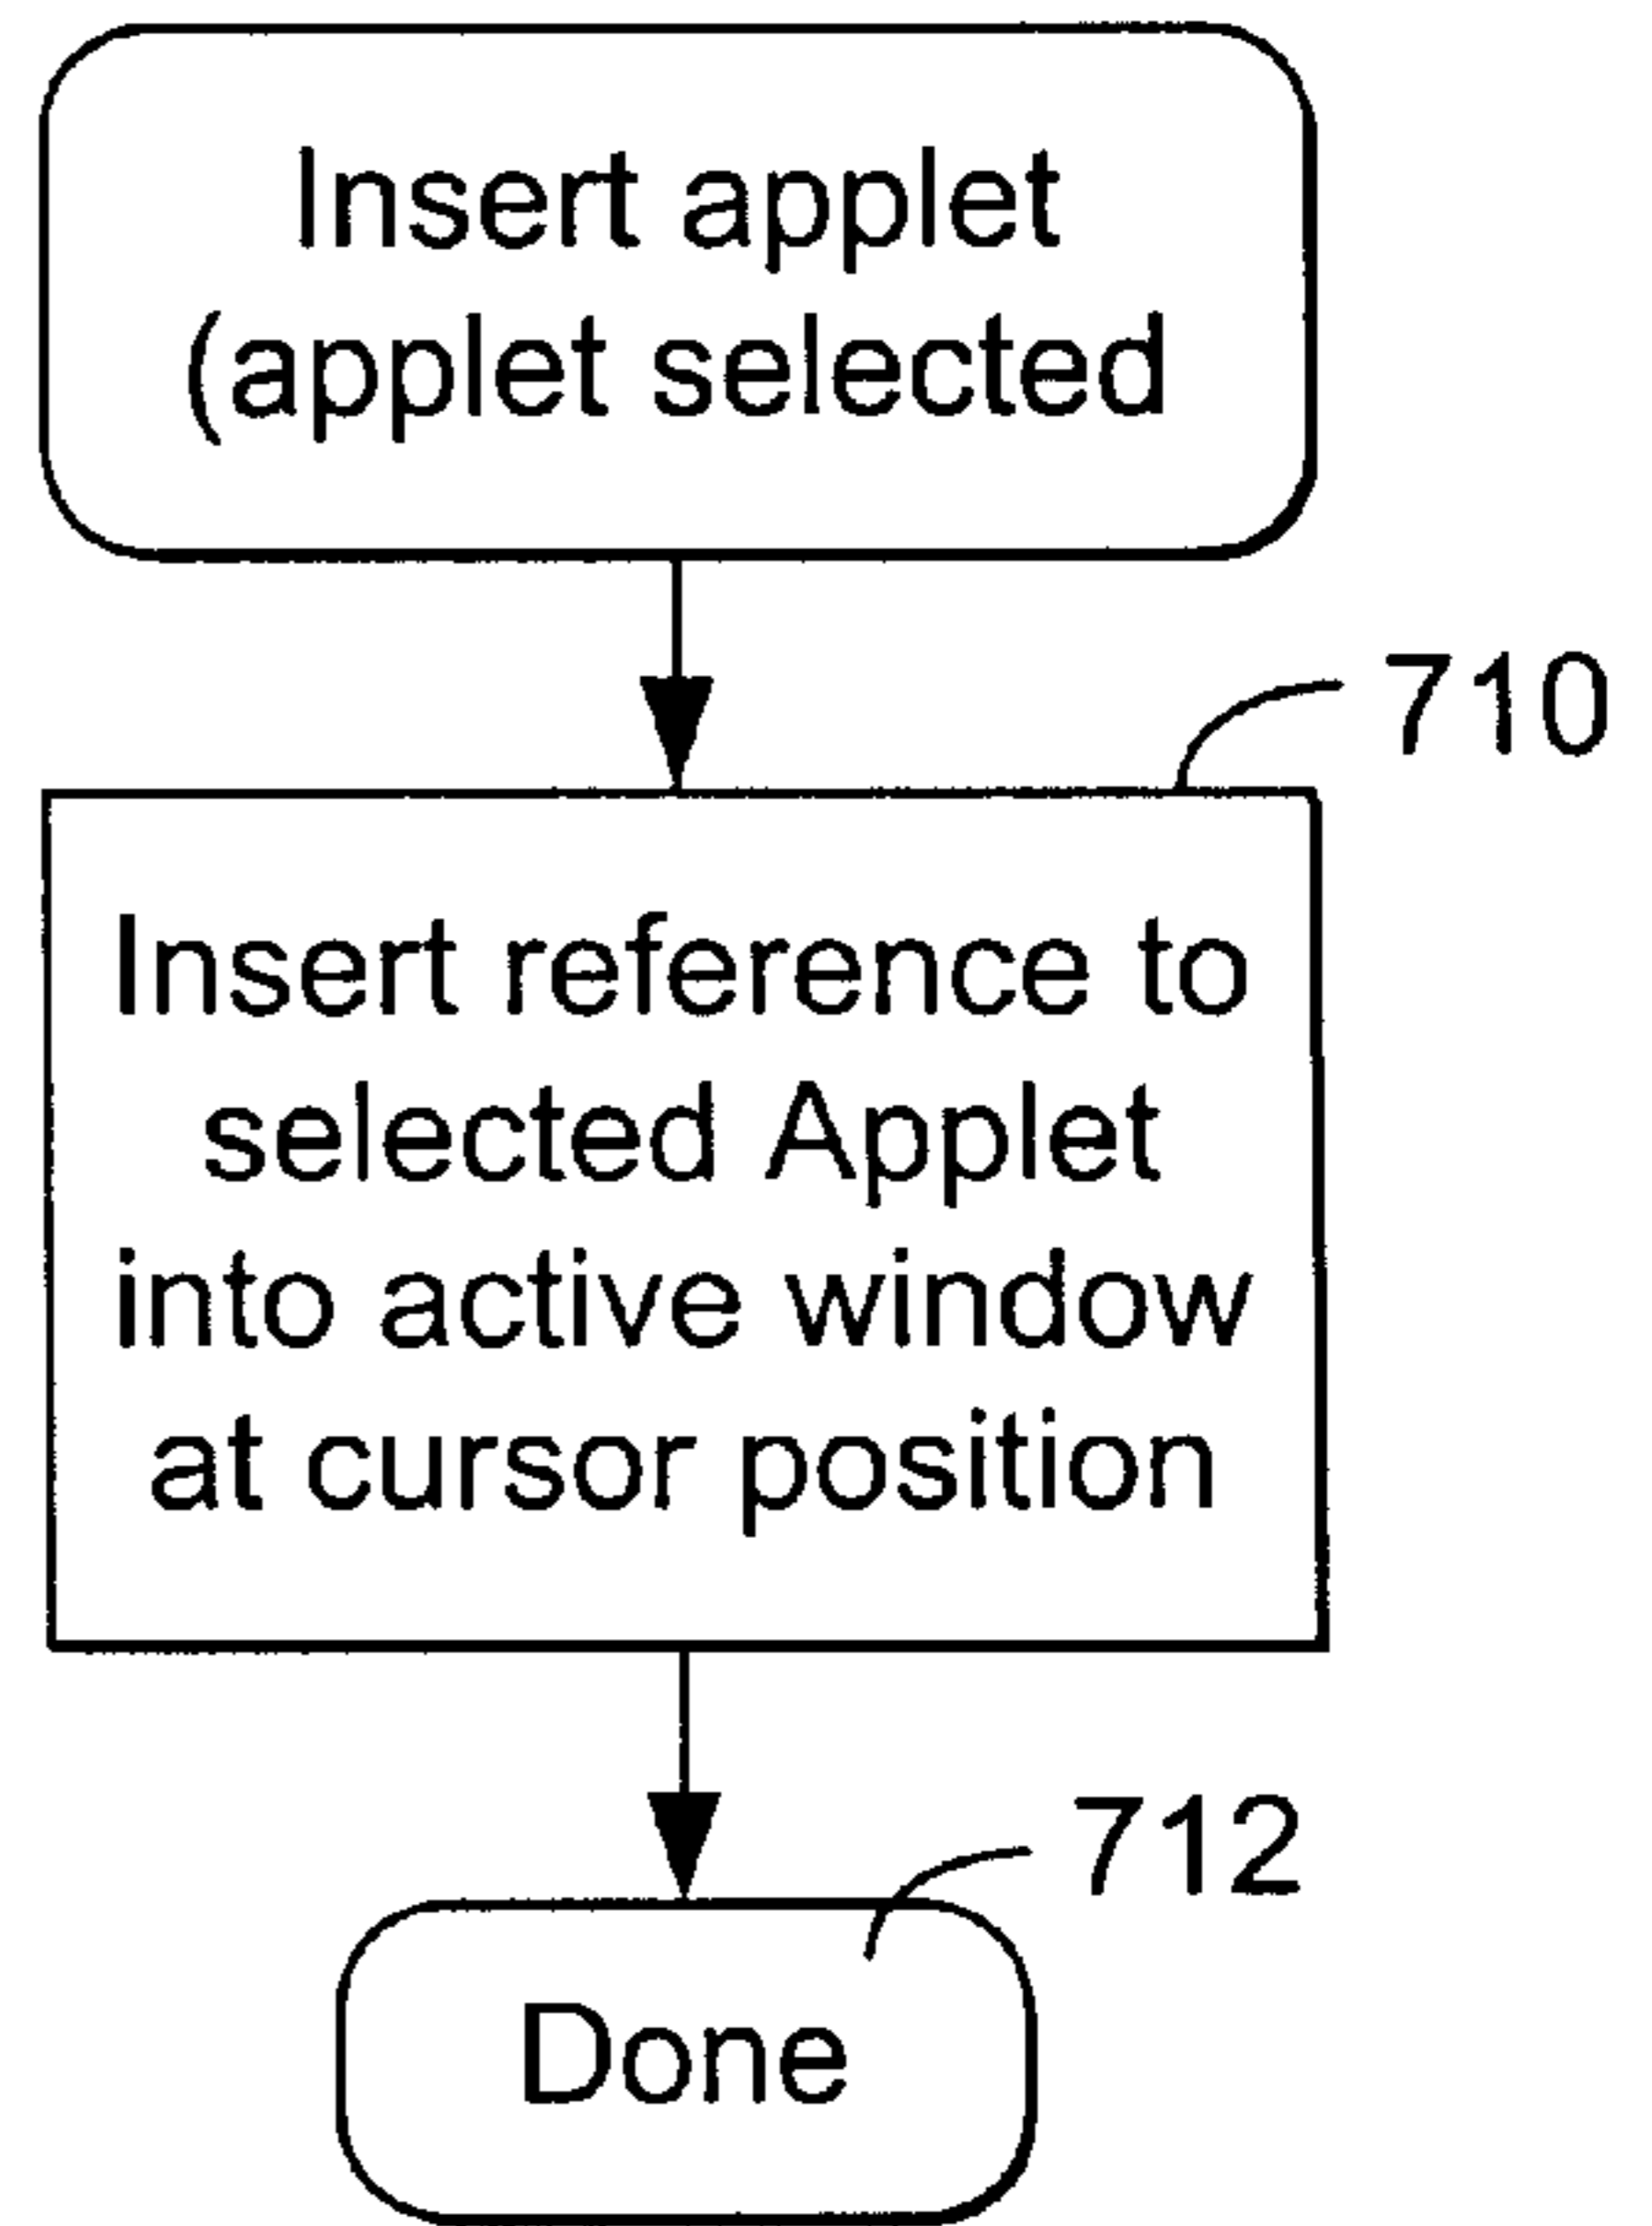 Insert applet
(applet selected
710
Insert reference to
selected Applet
into active window
at cursor position
712
Done